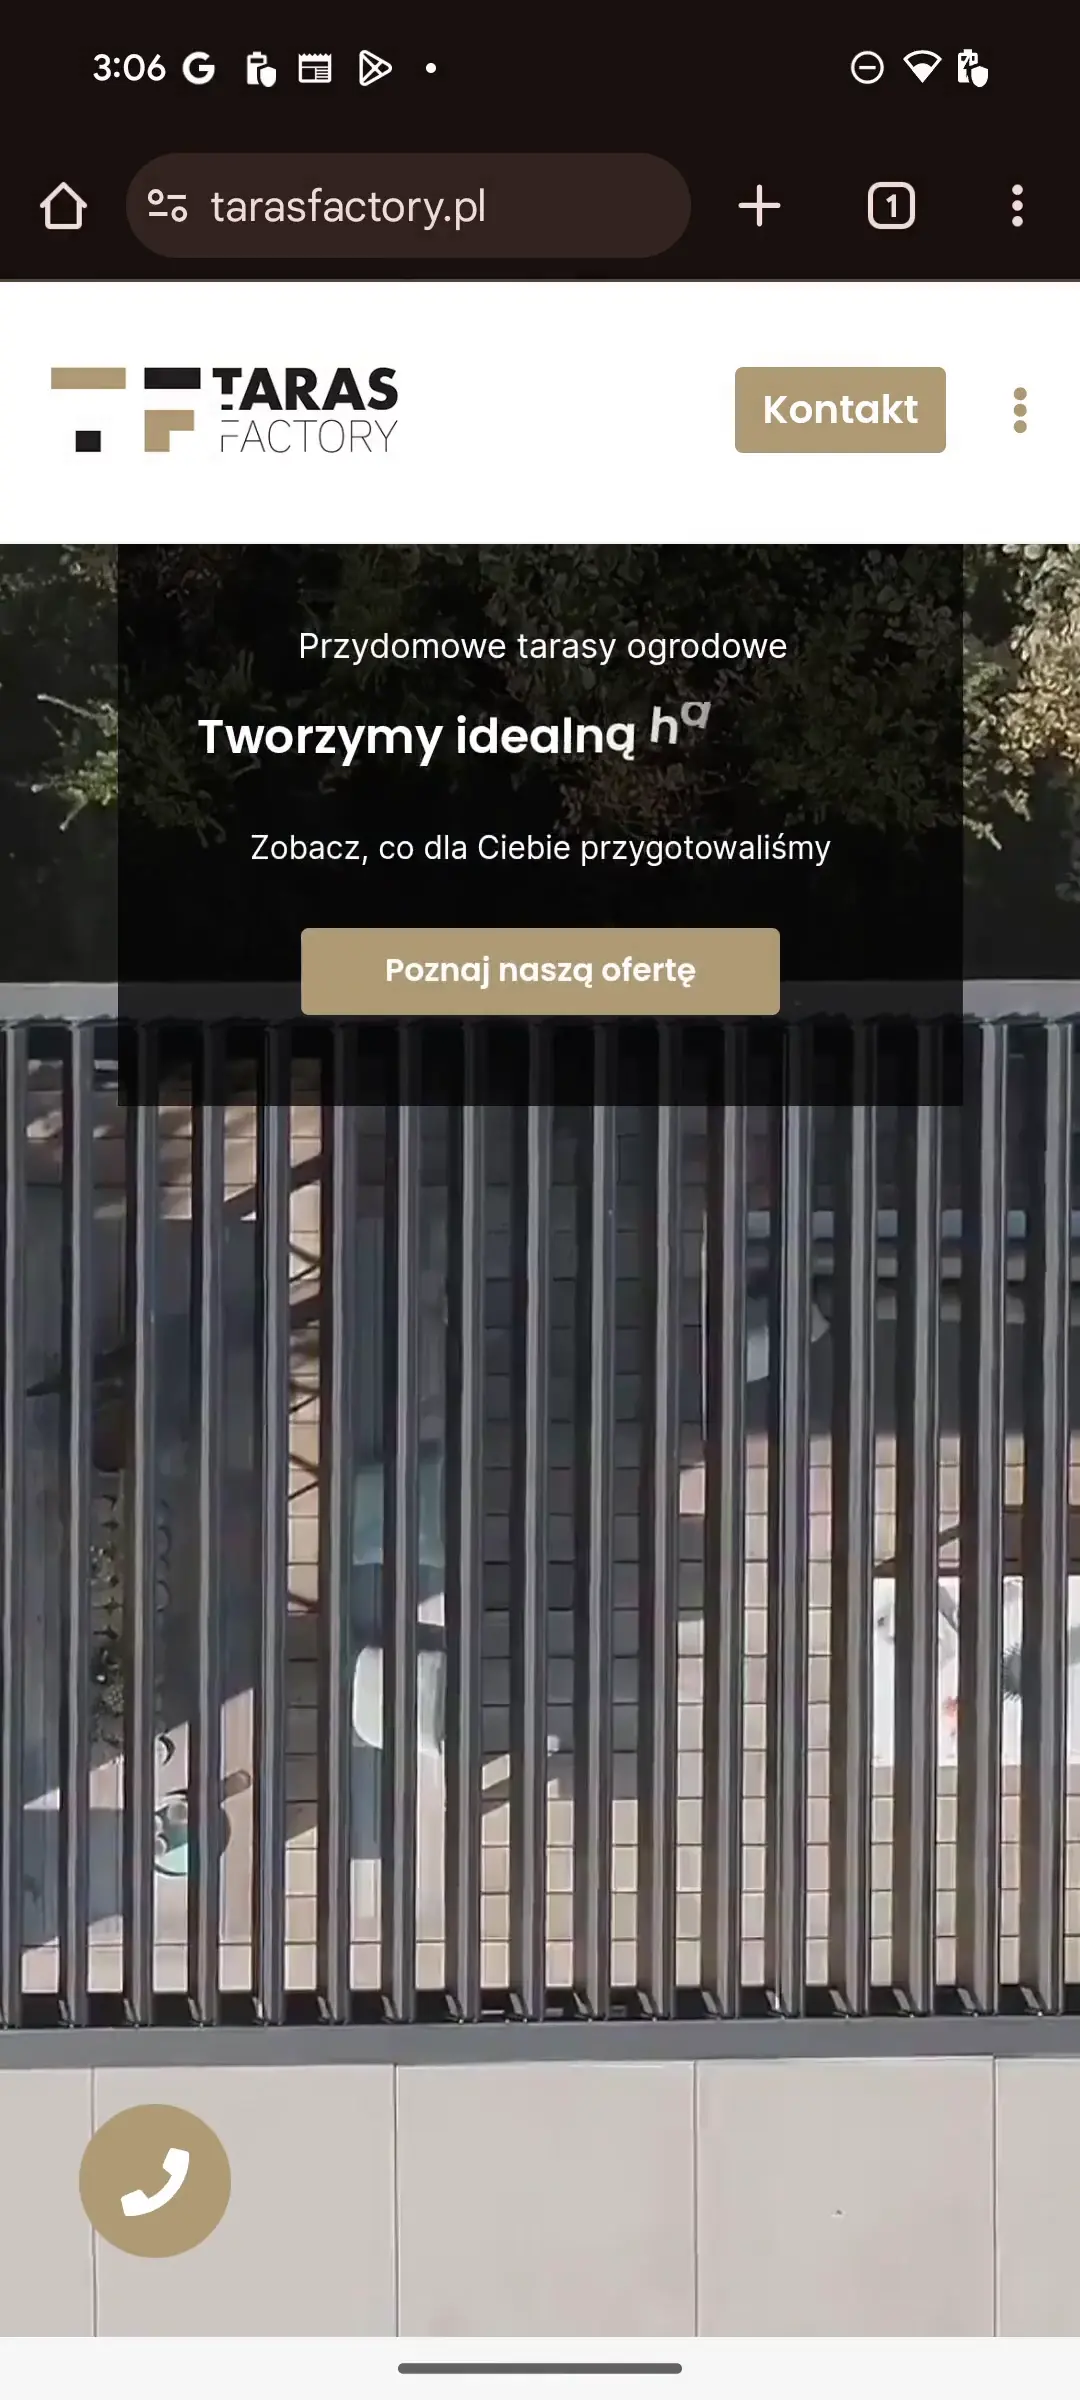 3:06
tarasfactory.pl
1
TARAS
FACTORY
Kontakt
Przydomowe tarasy ogrodowe
Tworzymy idealną ha
Zobacz, co dla Ciebie przygotowaliśmy
Poznaj naszą ofertę